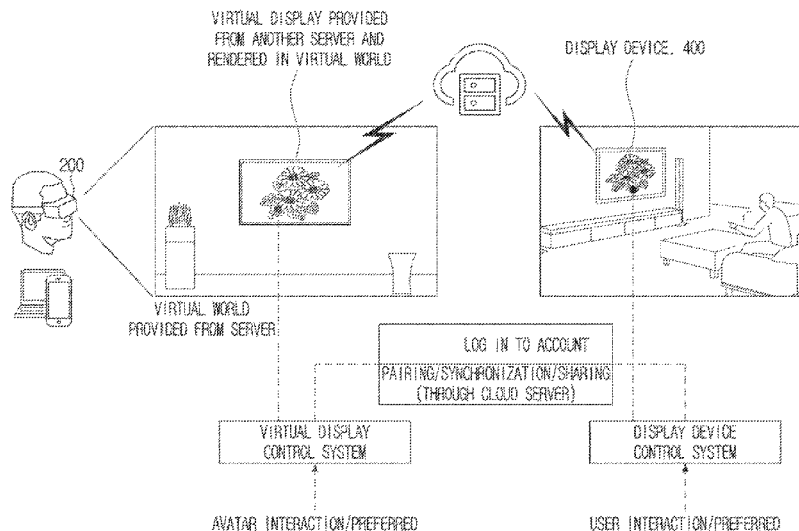 VIRTUAL DISPLAY PROVIDED
FROM ANOTHER SERVER AND
RENDERED IN VIRTUAL WORLD
DISPLAY DEVICE, 400
200
VIRTUAL WORLD
PROVIDED FROM SERVER
LOG IN TO ACCOUNT
PAIRING/SYNCHRONIZATION/SHARING
(THROUGH CLOUD SERVER)
VIRTUAL DISPLAY
CONTROL SYSTEM
DISPLAY DEVICE
CONTROL SYSTEM
AVATAR INTERACTION/PREFERRED
USER INTERACTION/PREFERRED